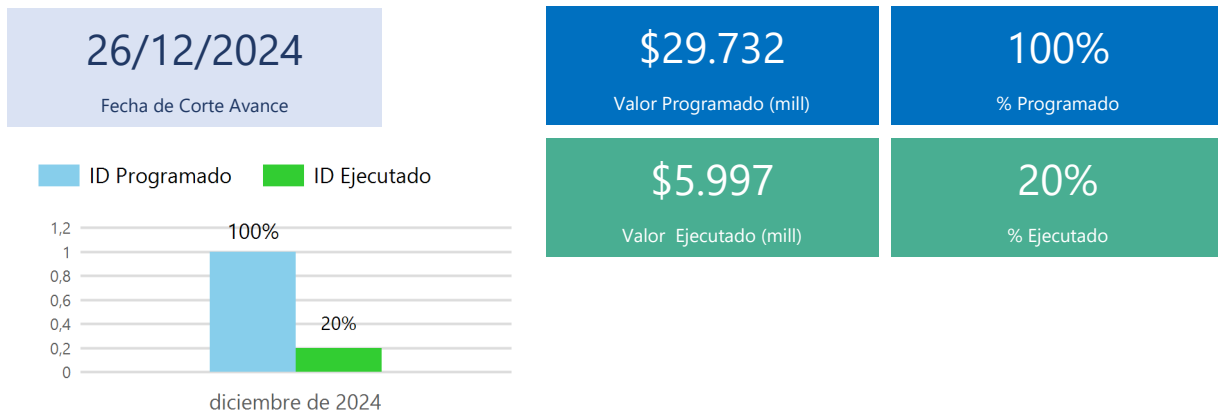 26/12/2024
Fecha de Corte Avance
$29.732
Valor Programado (mill)
100%
% Programado
$5.997
Valor  Ejecutado (mill)
20%
% Ejecutado
ID Programado
ID Ejecutado
1,2
1
0,8
0,6
0,4
0,2
0
100%
20%
diciembre de 2024